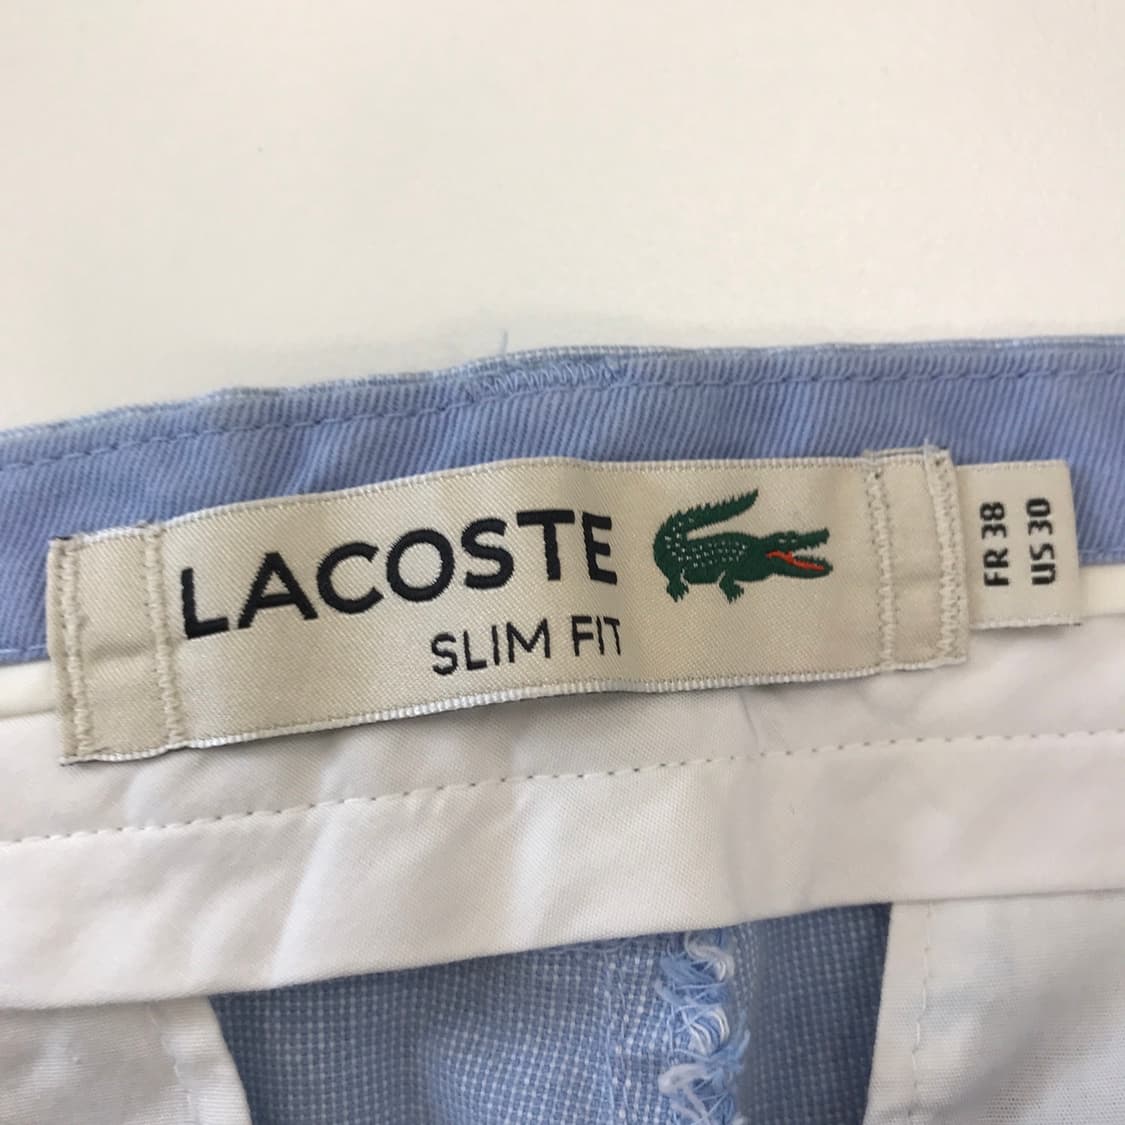 LACOSTE
SLIM FIT
FR 38
US 30